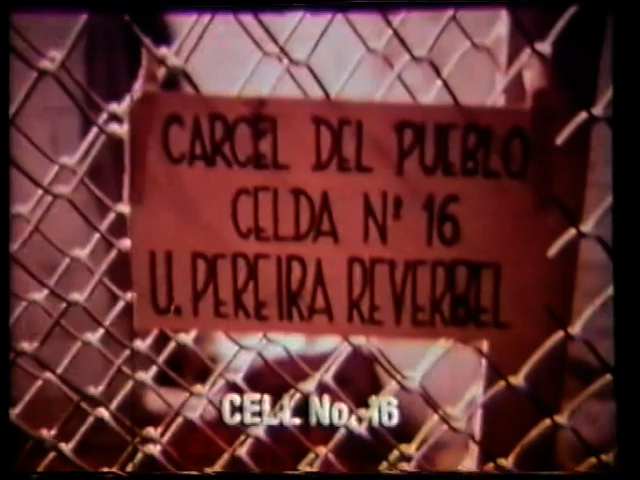 CARCEL DEL PUEBLO
CELDA Nº 16
U. PEREIRA REVERBEL
CELL No. 16